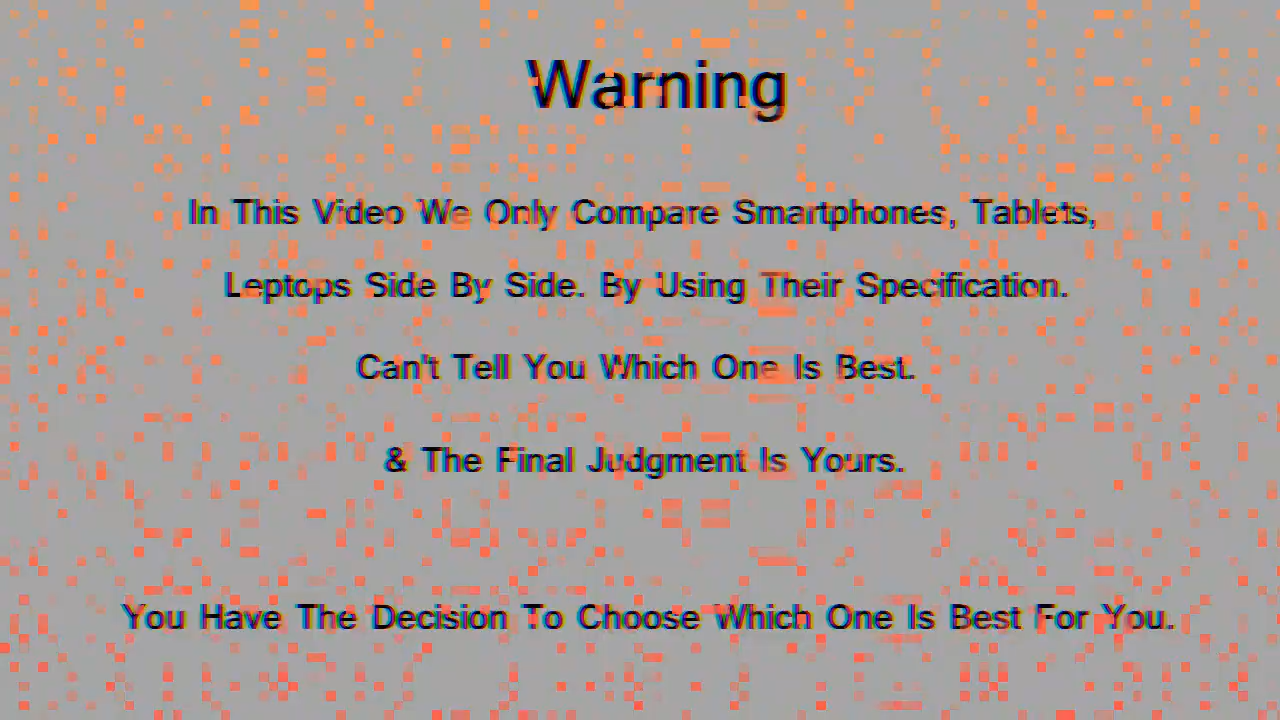 Warning
In This Video We Only Compare Smartphones, Tablets,
Leptops Side By Side. By Using Their Specification.
Can't Tell You Which One Is Best.
& The Final Judgment Is Yours.
You Have The Decision To Choose Which One Is Best For You.